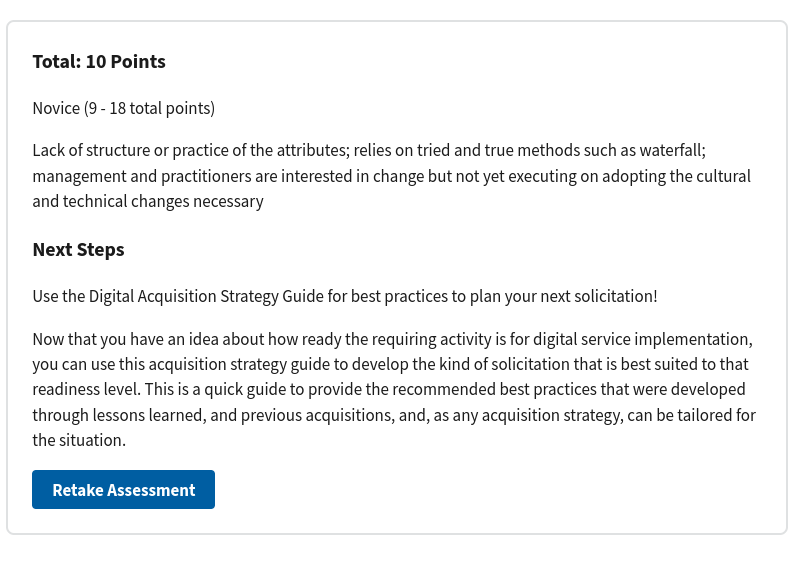 Total: 10 Points
Novice (9 - 18 total points)
Lack of structure or practice of the attributes; relies on tried and true methods such as waterfall;
management and practitioners are interested in change but not yet executing on adopting the cultural
and technical changes necessary
Next Steps
Use the Digital Acquisition Strategy Guide for best practices to plan your next solicitation!
Now that you have an idea about how ready the requiring activity is for digital service implementation,
you can use this acquisition strategy guide to develop the kind of solicitation that is best suited to that
readiness level. This is a quick guide to provide the recommended best practices that were developed
through lessons learned, and previous acquisitions, and, as any acquisition strategy, can be tailored for
the situation.
Retake Assessment